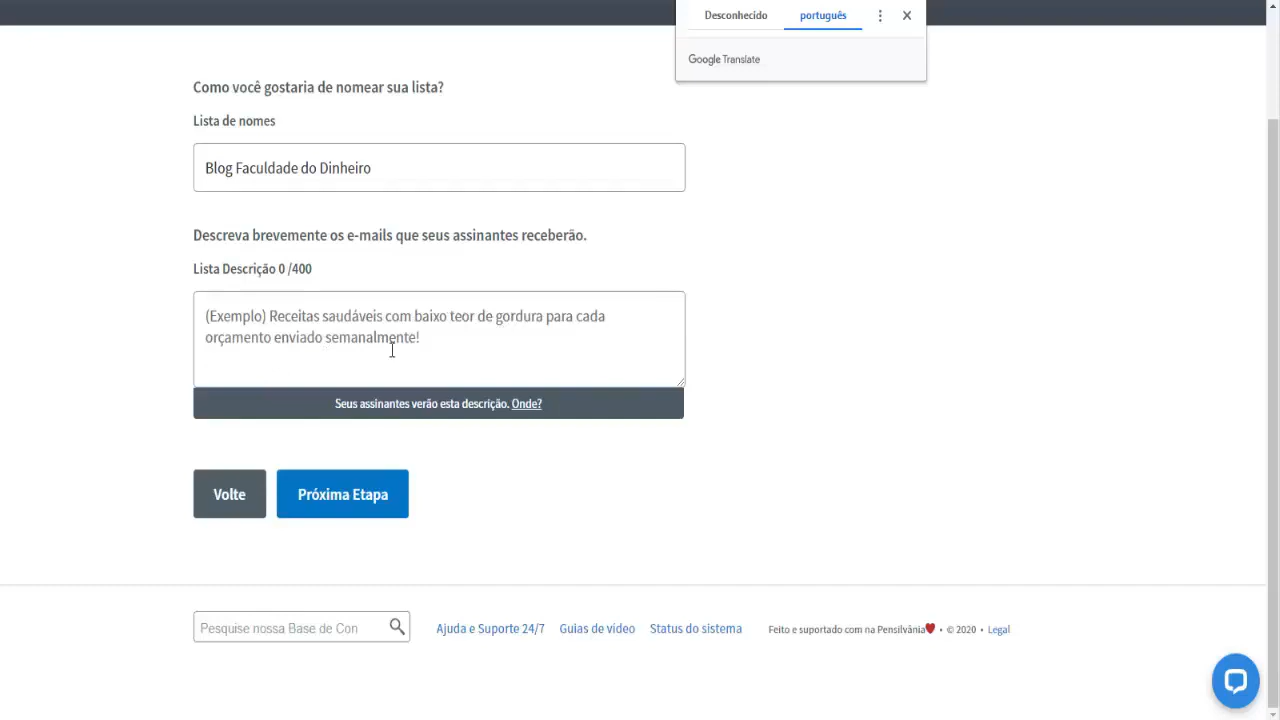 Desconhecido português
Google Translate
Como você gostaria de nomear sua lista?
Lista de nomes
Blog Faculdade do Dinheiro
Descreva brevemente os e-mails que seus assinantes receberão.
Lista Descrição 0 /400
(Exemplo) Receitas saudáveis com baixo teor de gordura para cada
orçamento enviado semanalmente!
Seus assinantes verão esta descrição. Onde?
Volte Próxima Etapa
Pesquise nossa Base de Con Ajuda e Suporte 24/7 Guias de vídeo Status do sistema Feito e suportado com na Pensilvânia • © 2020 • Legal